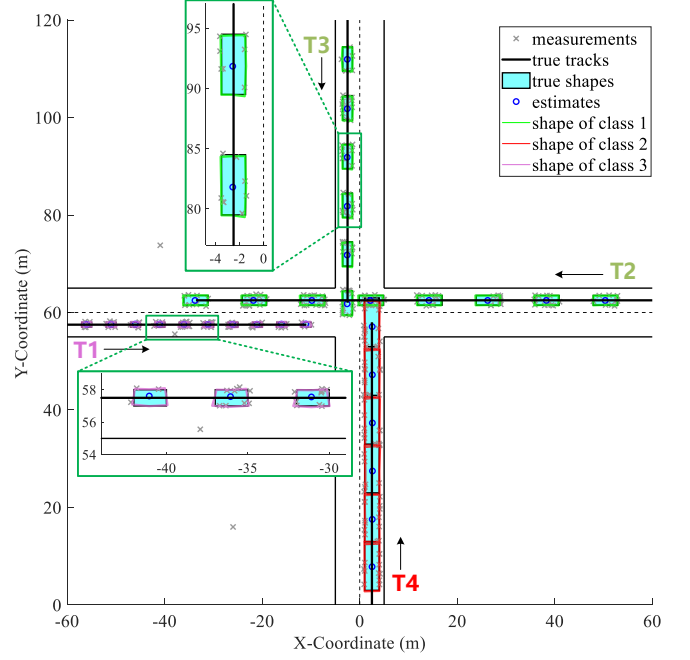 120
100
80
60
40
20
0
-60
-40
-20
0
20
40
60
X-Coordinate (m)
Y-Coordinate (m)
95
90
85
80
-4
-2
0
T3
measurements
true tracks
true shapes
estimates
shape of class 1
shape of class 2
shape of class 3
T2
T1
58
56
54
-40
-35
-30
T4